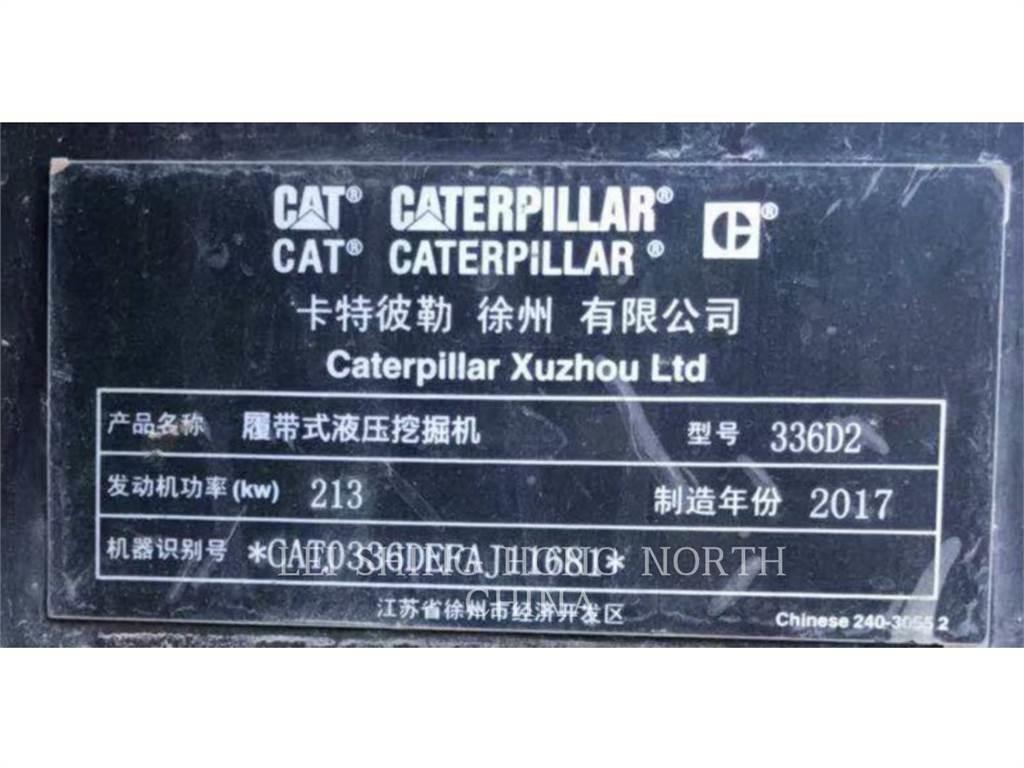 CAT® CATERPILLAR®
CAT® CATERPILLAR®
卡特彼勒 徐州 有限公司
Caterpillar Xuzhou Ltd
产品名称 履带式液压挖掘机 型号 336D2
发动机功率(kw) 213 制造年份 2017
机器识别号
LEI SHING HONG NORTH
CHINA
江苏省徐州市经济开发区
Chinese 240-3055 2